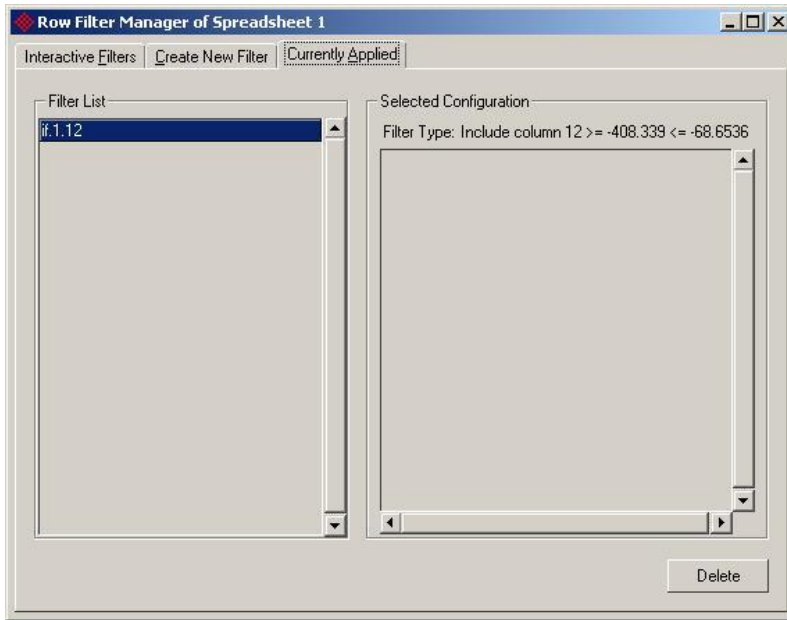 Row Filter Manager of Spreadsheet 1
Interactive Filters Create New Filter Currently Applied
Filter List
if.1.12
Selected Configuration
Filter Type: Include column 12 >= -408.339 <= -68.6536
Delete